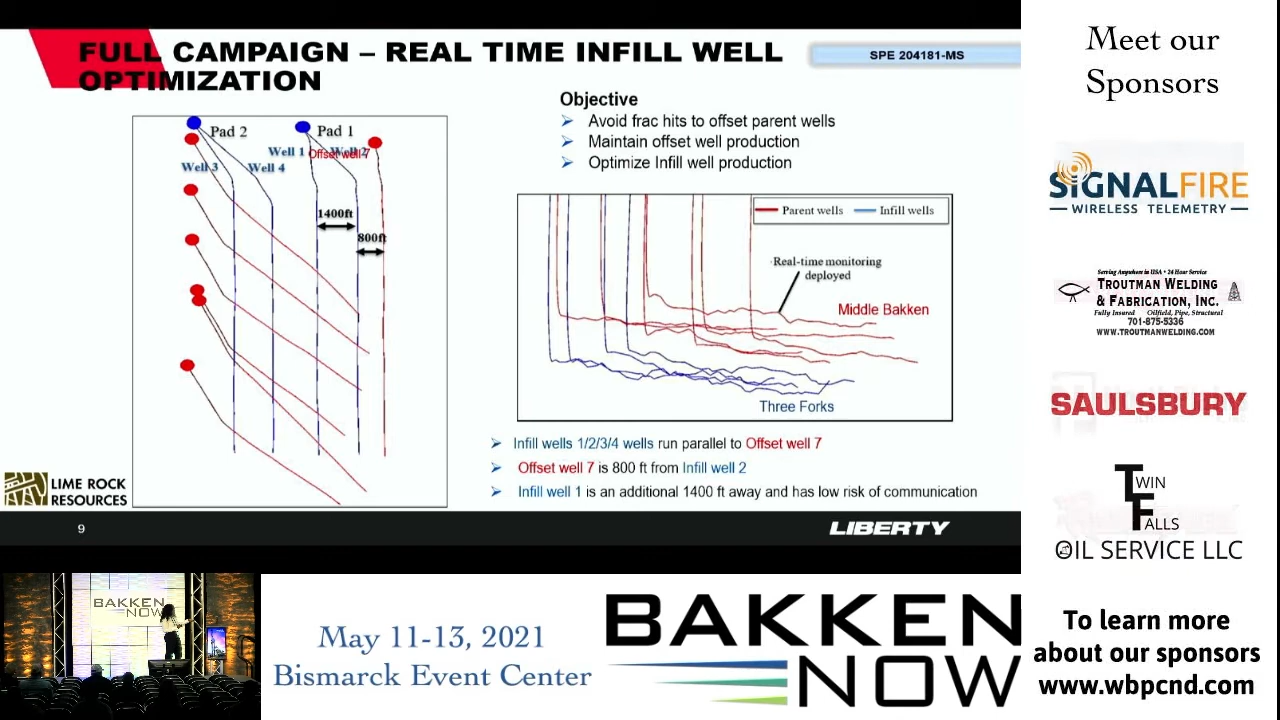 FULL CAMPAIGN – REAL TIME INFILL WELL
OPTIMIZATION
SPE 204181-MS
Pad 2
Pad 1
Well 1
Well 2
Offset well 7
Well 3
Well 4
1400ft
800ft
Objective
Avoid frac hits to offset parent wells
Maintain offset well production
Optimize Infill well production
Parent wells
Infill wells
Real-time monitoring
deployed
Middle Bakken
Three Forks
Infill wells 1/2/3/4 wells run parallel to Offset well 7
Offset well 7 is 800 ft from Infill well 2
Infill well 1 is an additional 1400 ft away and has low risk of communication
LIME ROCK
RESOURCES
9
LIBERTY
BAKKEN
NOW
May 11-13, 2021
Bismarck Event Center
BAKKEN
NOW
Meet our
Sponsors
SIGNALFIRE
WIRELESS TELEMETRY
Serving Anywhere in USA • 24 Hour Service
TROUTMAN WELDING
& FABRICATION, INC.
Fully Insured Oilfield, Pipe, Structural
701-875-5336
WWW.TROUTMANWELDING.COM
SAULSBURY
TWIN
FALLS
OIL SERVICE LLC
To learn more
about our sponsors
www.wbpcnd.com